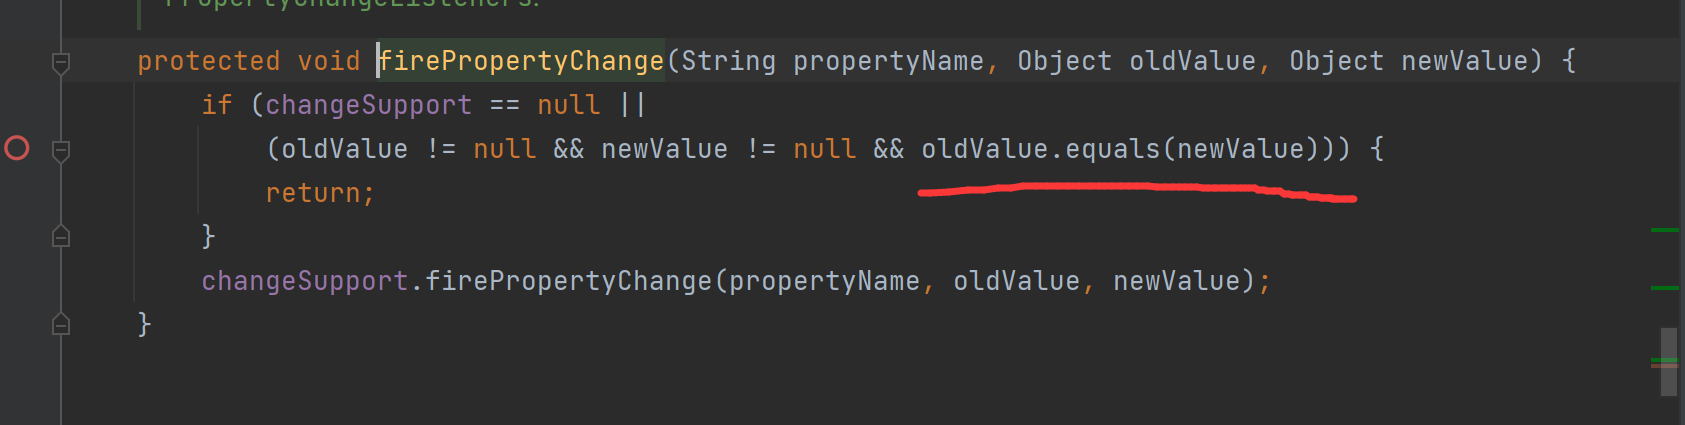 PropertyChangeListeners.
protected void firePropertyChange(String propertyName, Object oldValue, Object newValue) {
if (changeSupport == null ||
(oldValue != null && newValue != null && oldValue.equals(newValue))) {
return;
}
changeSupport.firePropertyChange(propertyName, oldValue, newValue);
}